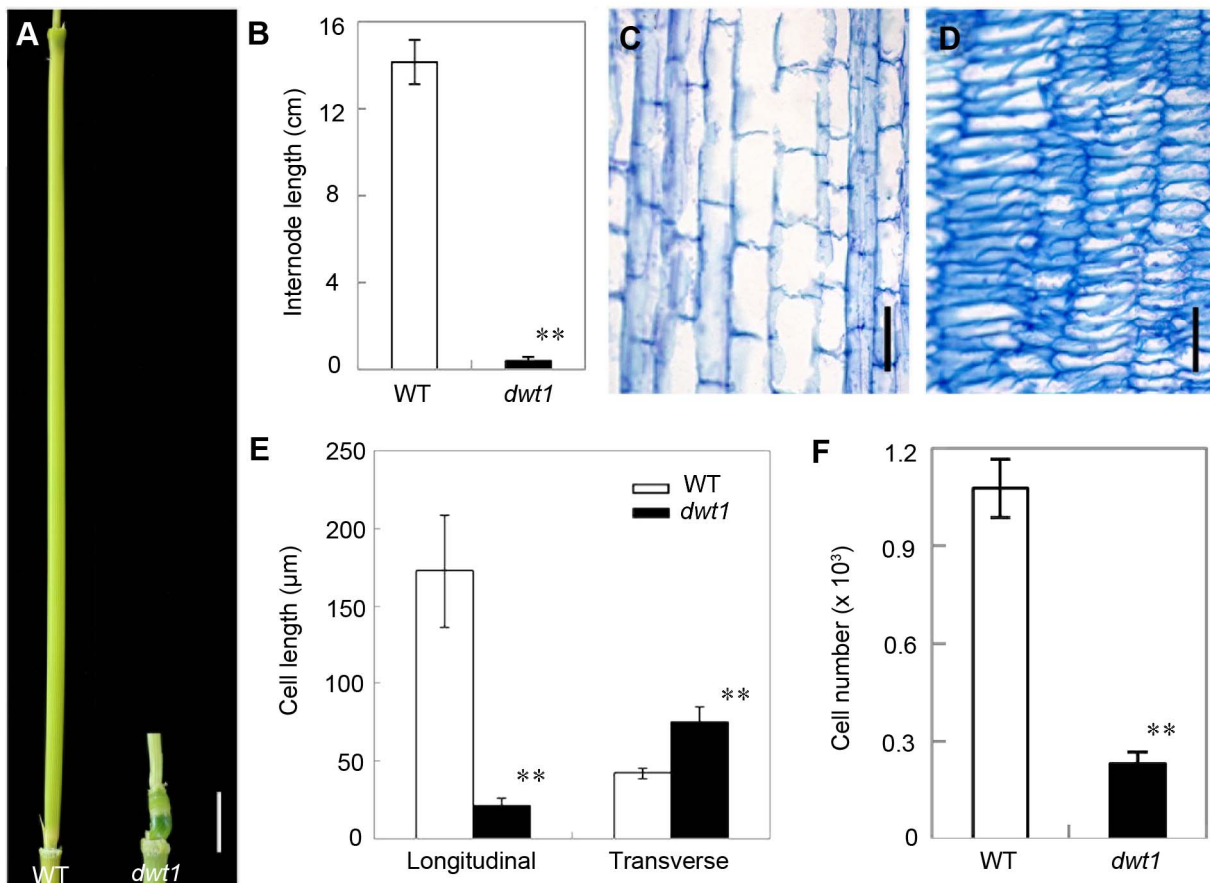 A
WT
dwt1
B
Internode length (cm)
16
12
8
4
0
**
WT
dwt1
C
D
E
Cell length (µm)
250
200
150
100
50
0
WT
dwt1
**
**
Longitudinal
Transverse
F
Cell number (x 10³)
1.2
0.9
0.6
0.3
0
**
WT
dwt1